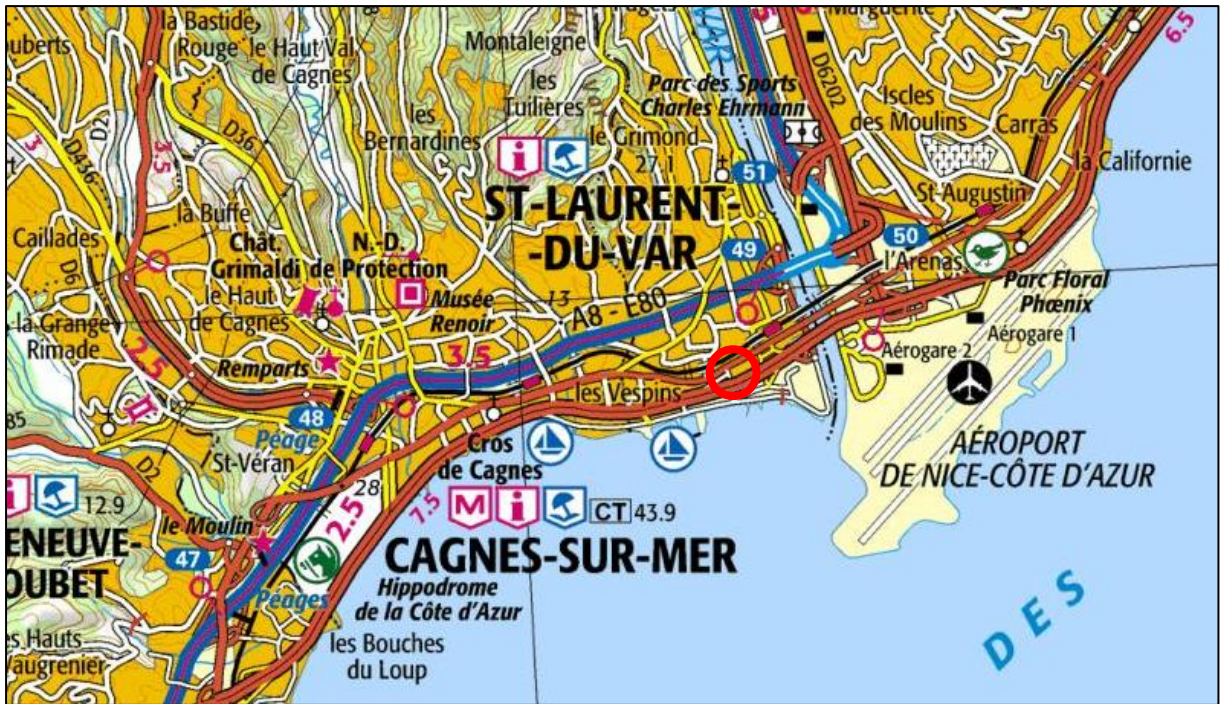 la Bastide
Rouge
le Haut Val
de Cagnes
uberts
Montaleigne
les
Tuilières
les
Bernardines
le Grimond
27.1
Parc des Sports
Charles Ehrmann
VAR
D6202
Iscles
des Moulins
Carras
la Californie
6.5
D2
D36
D436
3
3.5
la Buffe
Caillades
D6
Chât.
Grimaldi
N.-D.
de Protection
le Haut
de Cagnes
Musée
Renoir
la Grange
Rimade
2.5
Remparts
i
ST-LAURENT-
-DU-VAR
51
49
50
St-Augustin
l'Arenas
Parc Floral
Phœnix
Aérogare 1
Aérogare 2
13
A8 - E80
3.5
les Vespins
48
Péage
St-Véran
85
D2
12.9
le Moulin
28
2.5
7.5
Cros
de Cagnes
M
i
CT
43.9
CAGNES-SUR-MER
AÉROPORT
DE NICE-CÔTE D'AZUR
ENEUVE-
OUBET
47
Péages
Hippodrome
de la Côte d'Azur
les Bouches
du Loup
s Hauts
Vaugrenier
DES